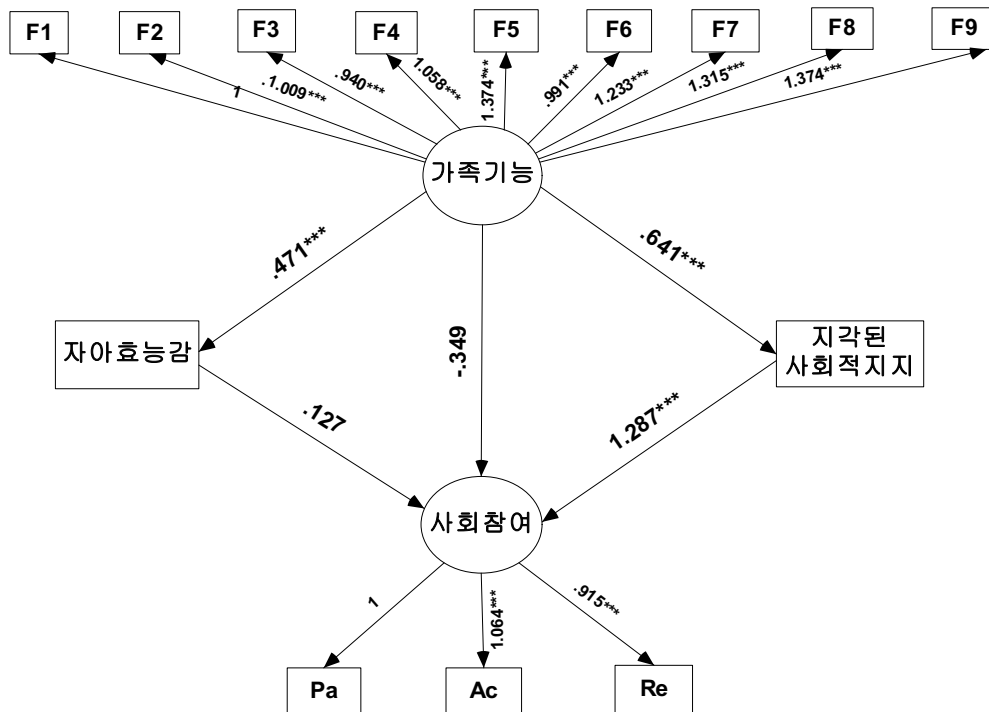 F1
F2
F3
F4
F5
F6
F7
F8
F9
1
.1.009***
.940***
1.058***
1.374***
.991***
1.233***
1.315***
1.374***
가족기능
.471***
-.349
.641***
자아효능감
지각된
사회적지지
.127
1.287***
사회참여
1
1.064***
.915***
Pa
Ac
Re